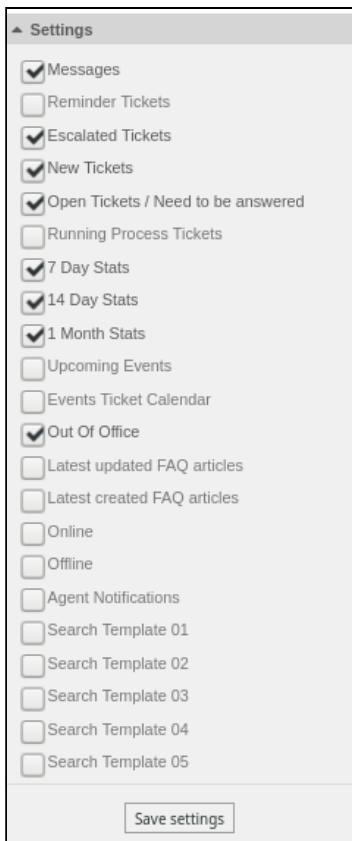 Settings
Messages
Reminder Tickets
Escalated Tickets
New Tickets
Open Tickets / Need to be answered
Running Process Tickets
7 Day Stats
14 Day Stats
1 Month Stats
Upcoming Events
Events Ticket Calendar
Out Of Office
Latest updated FAQ articles
Latest created FAQ articles
Online
Offline
Agent Notifications
Search Template 01
Search Template 02
Search Template 03
Search Template 04
Search Template 05
Save settings